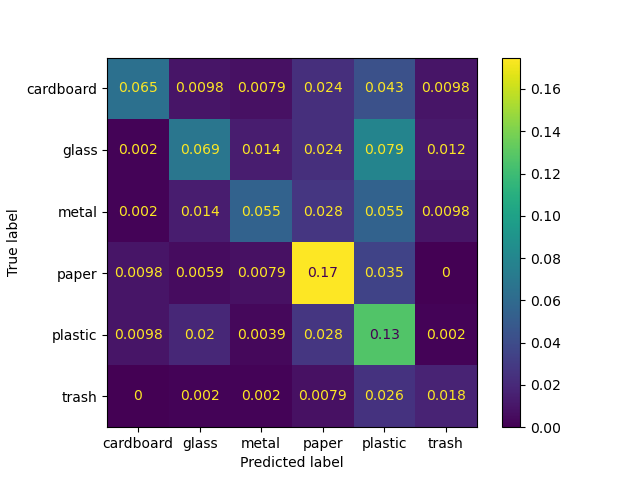 cardboard 0.065 0.0098 0.0079 0.024 0.043 0.0098
glass 0.002 0.069 0.014 0.024 0.079 0.012
metal 0.002 0.014 0.055 0.028 0.055 0.0098
paper 0.0098 0.0059 0.0079 0.17 0.035 0
plastic 0.0098 0.02 0.0039 0.028 0.13 0.002
trash 0 0.002 0.002 0.0079 0.026 0.018
cardboard glass metal paper plastic trash
Predicted label
True label
0.16
0.14
0.12
0.10
0.08
0.06
0.04
0.02
0.00